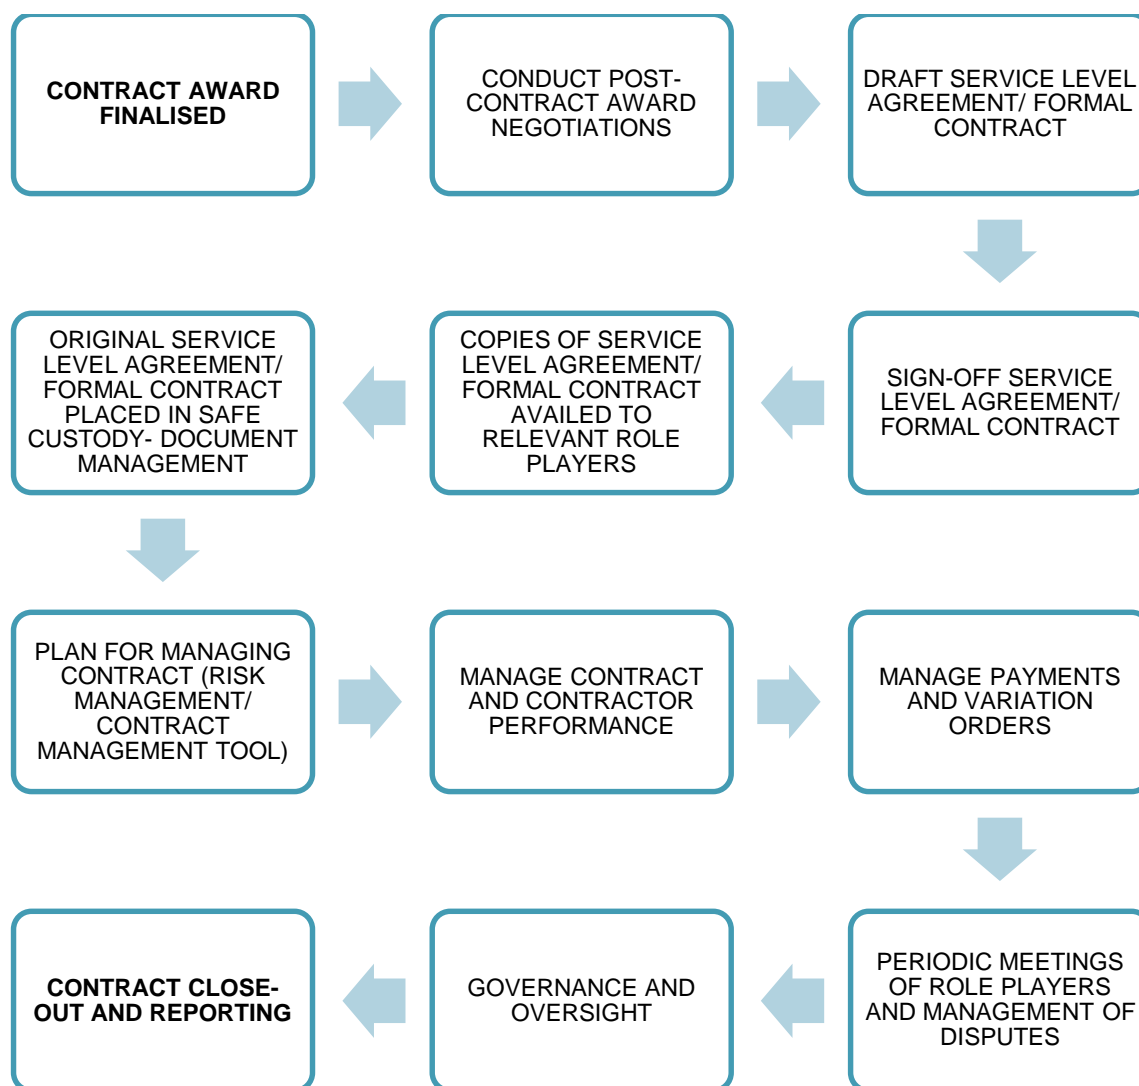 CONTRACT AWARD
FINALISED
CONDUCT POST-
CONTRACT AWARD
NEGOTIATIONS
DRAFT SERVICE LEVEL
AGREEMENT/ FORMAL
CONTRACT
SIGN-OFF SERVICE
LEVEL AGREEMENT/
FORMAL CONTRACT
COPIES OF SERVICE
LEVEL AGREEMENT/
FORMAL CONTRACT
AVAILED TO
RELEVANT ROLE
PLAYERS
ORIGINAL SERVICE
LEVEL AGREEMENT/
FORMAL CONTRACT
PLACED IN SAFE
CUSTODY- DOCUMENT
MANAGEMENT
PLAN FOR MANAGING
CONTRACT (RISK
MANAGEMENT/
CONTRACT
MANAGEMENT TOOL)
MANAGE CONTRACT
AND CONTRACTOR
PERFORMANCE
MANAGE PAYMENTS
AND VARIATION
ORDERS
PERIODIC MEETINGS
OF ROLE PLAYERS
AND MANAGEMENT OF
DISPUTES
GOVERNANCE AND
OVERSIGHT
CONTRACT CLOSE-
OUT AND REPORTING